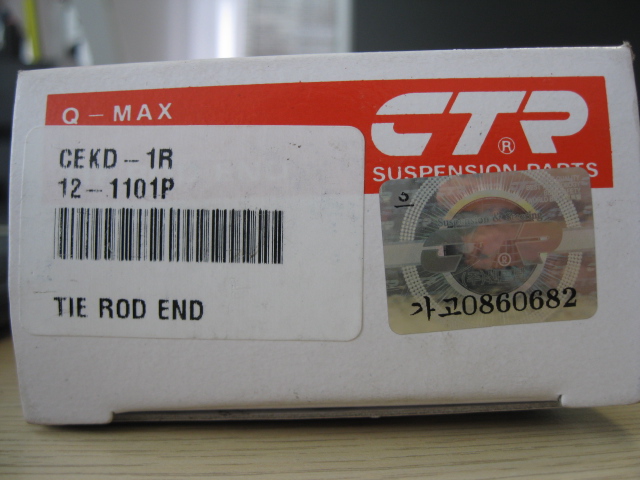 Q-MAX
CTR
®
SUSPENSION PARTS
CEKD-1R
12-1101P
TIE ROD END
CTR
®
가고0860682